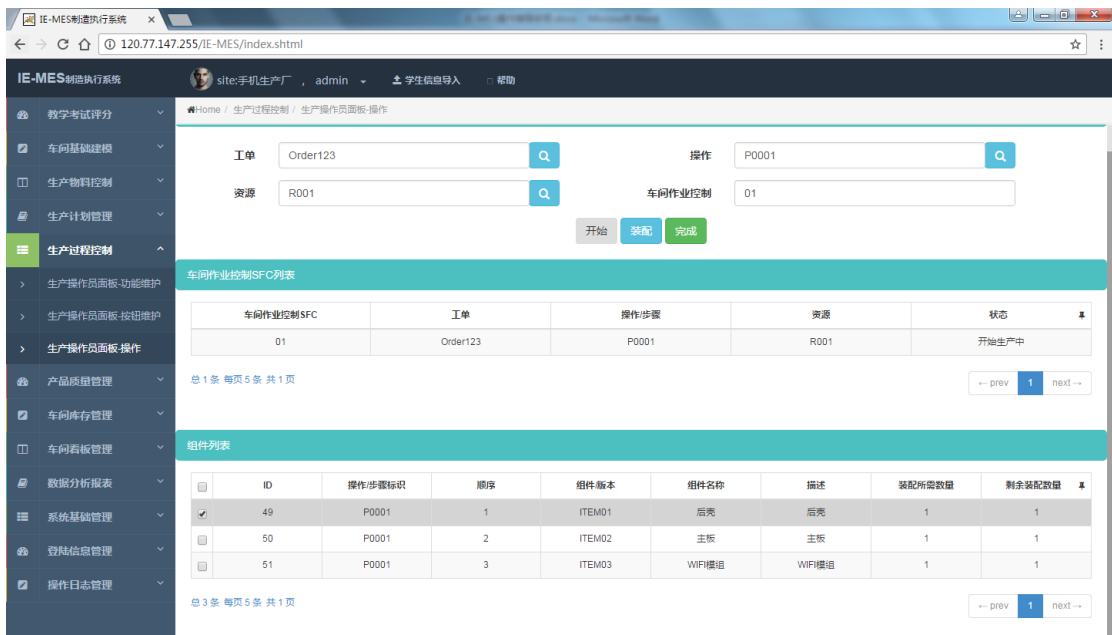 IE-MES制造执行系统 ×
120.77.147.255/IE-MES/index.shtml
IE-MES制造执行系统 site:手机生产厂 , admin 学生信息导入 帮助
Home / 生产过程控制 / 生产操作员面板-操作
教学考试评分
车间基础建模
生产物料控制
生产计划管理
生产过程控制
生产操作员面板-功能维护
生产操作员面板-按钮维护
生产操作员面板-操作
产品质量管理
车间库存管理
车间看板管理
数据分析报表
系统基础管理
登陆信息管理
操作日志管理
工单 Order123 操作 P0001
资源 R001 车间作业控制 01
开始 装配 完成
车间作业控制SFC列表
车间作业控制SFC 工单 操作/步骤 资源 状态
01 Order123 P0001 R001 开始生产中
总 1 条 每页 5 条 共 1 页 ← prev 1 next →
组件列表
ID 操作/步骤标识 顺序 组件/版本 组件名称 描述 装配所需数量 剩余装配数量
49 P0001 1 ITEM01 后壳 后壳 1 1
50 P0001 2 ITEM02 主板 主板 1 1
51 P0001 3 ITEM03 WIFI模组 WIFI模组 1 1
总 3 条 每页 5 条 共 1 页 ← prev 1 next →